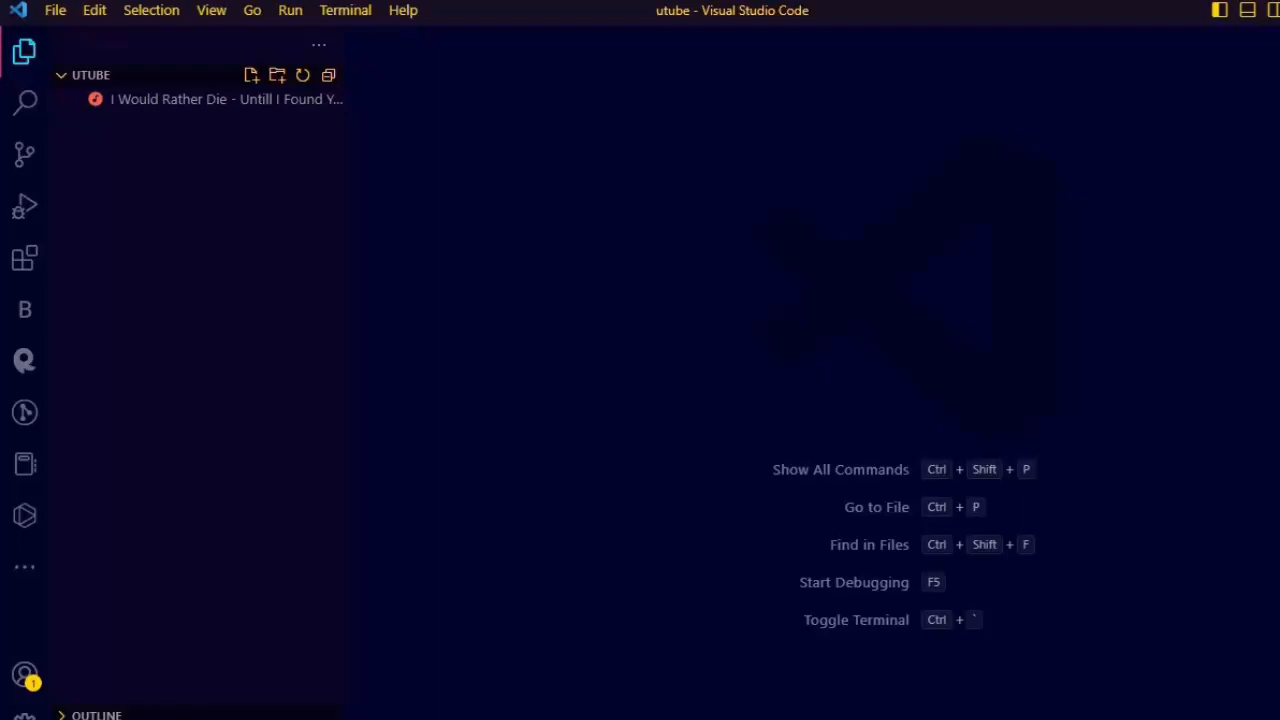 File Edit Selection View Go Run Terminal Help
utube - Visual Studio Code
UTUBE
I Would Rather Die - Untill I Found Y...
B
Show All Commands Ctrl + Shift + P
Go to File Ctrl + P
Find in Files Ctrl + Shift + F
Start Debugging F5
Toggle Terminal Ctrl + `
1
OUTLINE